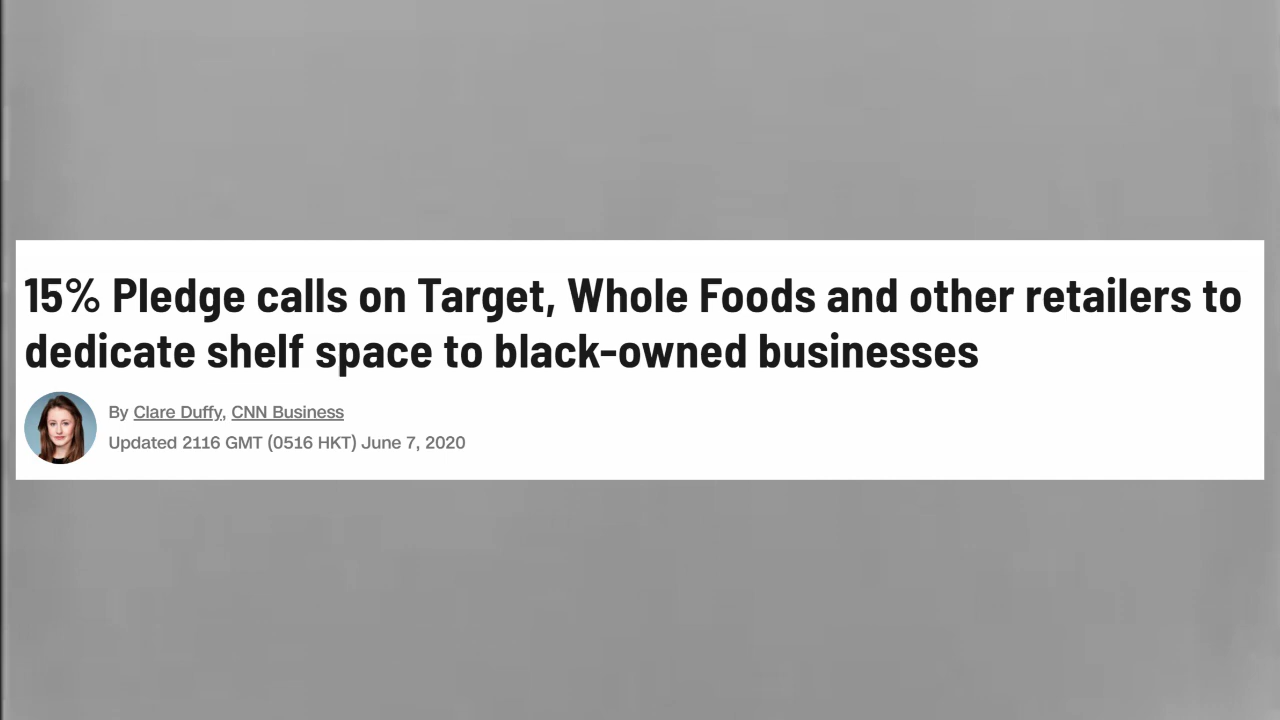 15% Pledge calls on Target, Whole Foods and other retailers to
dedicate shelf space to black-owned businesses
By Clare Duffy, CNN Business
Updated 2116 GMT (0516 HKT) June 7, 2020